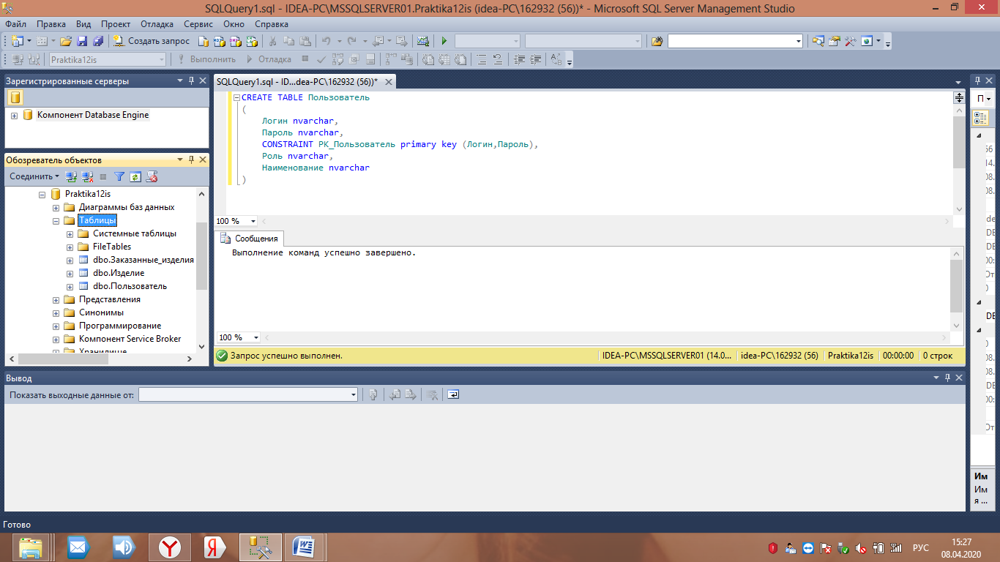 SQLQuery1.sql - IDEA-PC\MSSQLSERVER01.Praktika12is (idea-PC\162932 (56))* - Microsoft SQL Server Management Studio
Файл Правка Вид Проект Отладка Сервис Окно Справка
Создать запрос
Praktika12is Выполнить Отладка
Зарегистрированные серверы
Компонент Database Engine
Обозреватель объектов
Соединить
Praktika12is
Диаграммы баз данных
Таблицы
Системные таблицы
FileTables
dbo.Заказанные_изделия
dbo.Изделие
dbo.Пользователь
Представления
Синонимы
Программирование
Компонент Service Broker
Хранилище
SQLQuery1.sql - ID...dea-PC\162932 (56))*
CREATE TABLE Пользователь
(
Логин nvarchar,
Пароль nvarchar,
CONSTRAINT PK_Пользователь primary key (Логин,Пароль),
Роль nvarchar,
Наименование nvarchar
)
100 %
Сообщения
Выполнение команд успешно завершено.
100 %
Запрос успешно выполнен. IDEA-PC\MSSQLSERVER01 (14.0... idea-PC\162932 (56) Praktika12is 00:00:00 0 строк
Вывод
Показать выходные данные от:
П
Им
Им
я ...
Готово
РУС
15:27
08.04.2020